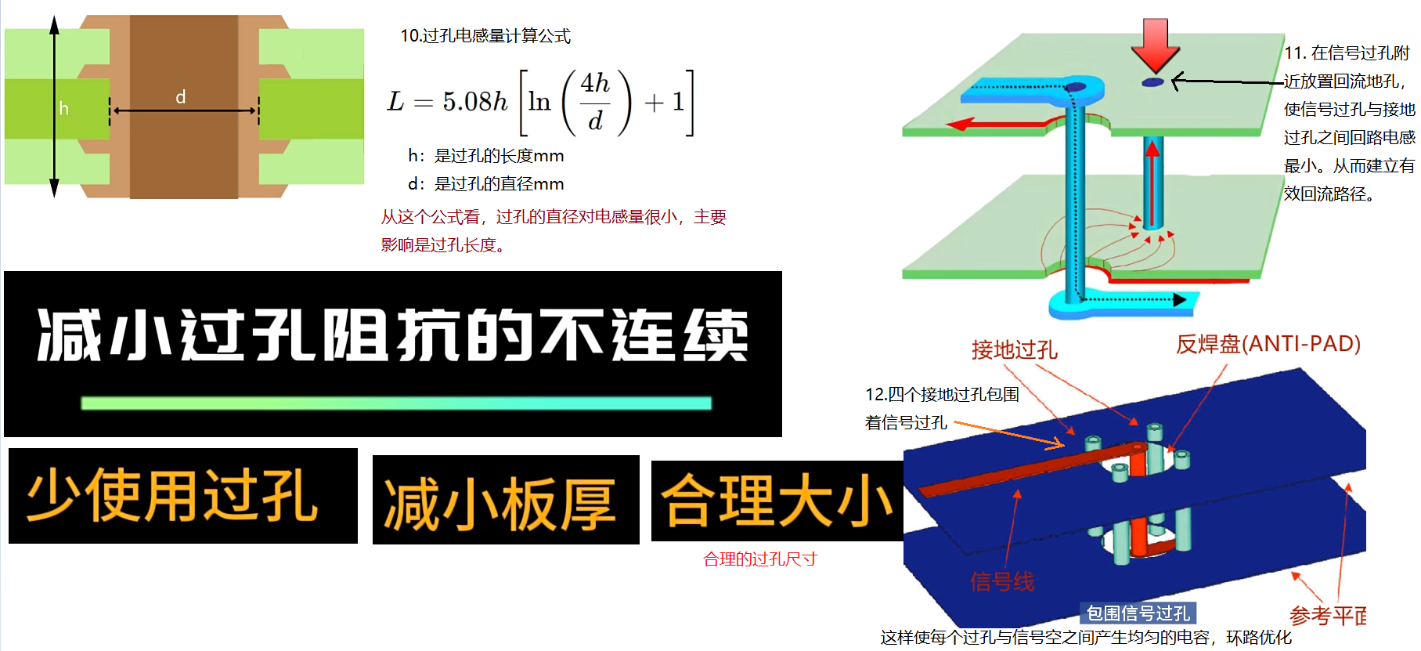 10.过孔电感量计算公式
L = 5.08h [ln (4h/d) + 1]
h
d
h：是过孔的长度mm
d：是过孔的直径mm
从这个公式看，过孔的直径对电感量很小，主要
影响是过孔长度。
减小过孔阻抗的不连续
少使用过孔
减小板厚
合理大小
合理的过孔尺寸
11. 在信号过孔附
近放置回流地孔，
使信号过孔与接地
过孔之间回路电感
最小。从而建立有
效回流路径。
接地过孔
反焊盘(ANTI-PAD)
12.四个接地过孔包围
着信号过孔
信号线
包围信号过孔
参考平面
这样使每个过孔与信号空之间产生均匀的电容，环路优化